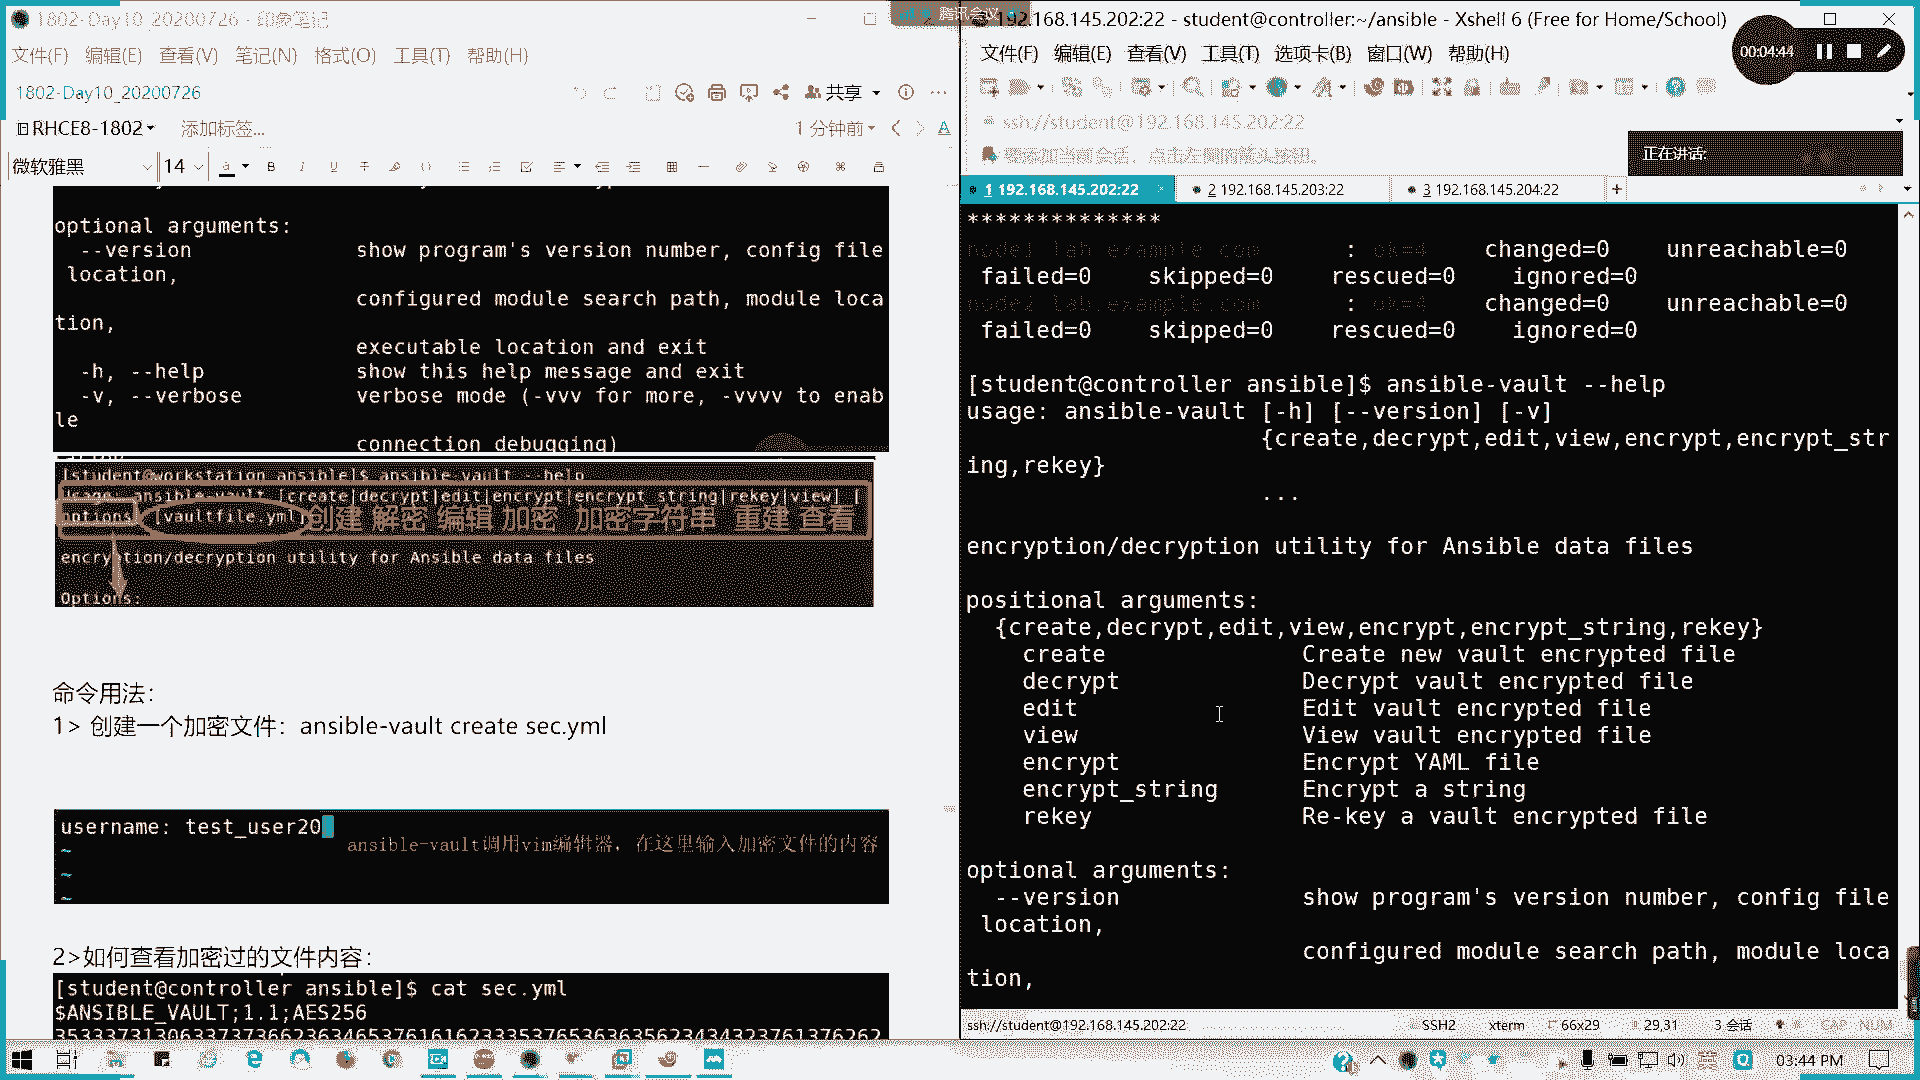 1802-Day10_20200726 - 印象笔记
文件(F) 编辑(E) 查看(V) 笔记(N) 格式(O) 工具(T) 帮助(H)
1802-Day10_20200726
共享
RHCE8-1802
添加标签...
1 分钟前
微软雅黑
14
optional arguments:
--version show program's version number, config file
location,
configured module search path, module loca
tion,
executable location and exit
-h, --help show this help message and exit
-v, --verbose verbose mode (-vvv for more, -vvvv to enab
le
connection debugging)
[student@workstation ansible]$ ansible-vault --help
Usage: ansible-vault [create|decrypt|edit|encrypt|encrypt_string|rekey|view] [
options] [vaultfile.yml]
创建 解密 编辑 加密 加密字符串 重建 查看
encryption/decryption utility for Ansible data files
Options:
命令用法：
1> 创建一个加密文件：ansible-vault create sec.yml
username: test_user20
~
ansible-vault调用vim编辑器，在这里输入加密文件的内容
~
~
2>如何查看加密过的文件内容：
[student@controller ansible]$ cat sec.yml
$ANSIBLE_VAULT;1.1;AES256
腾讯会议
192.168.145.202:22 - student@controller:~/ansible - Xshell 6 (Free for Home/School)
文件(F) 编辑(E) 查看(V) 工具(T) 选项卡(B) 窗口(W) 帮助(H)
00:04:44
ssh://student@192.168.145.202:22
要添加当前会话，点击左侧的箭头按钮。
正在讲话:
1 192.168.145.202:22
2 192.168.145.203:22
3 192.168.145.204:22
**************
node1.lab.example.com : ok=4 changed=0 unreachable=0
failed=0 skipped=0 rescued=0 ignored=0
node2.lab.example.com : ok=4 changed=0 unreachable=0
failed=0 skipped=0 rescued=0 ignored=0
[student@controller ansible]$ ansible-vault --help
usage: ansible-vault [-h] [--version] [-v]
{create,decrypt,edit,view,encrypt,encrypt_str
ing,rekey}
...
encryption/decryption utility for Ansible data files
positional arguments:
{create,decrypt,edit,view,encrypt,encrypt_string,rekey}
create Create new vault encrypted file
decrypt Decrypt vault encrypted file
edit Edit vault encrypted file
view View vault encrypted file
encrypt Encrypt YAML file
encrypt_string Encrypt a string
rekey Re-key a vault encrypted file
optional arguments:
--version show program's version number, config file
location,
configured module search path, module loca
tion,
ssh://student@192.168.145.202:22
SSH2 xterm 66x29 29,31 3 会话 CAP NUM
英
03:44 PM